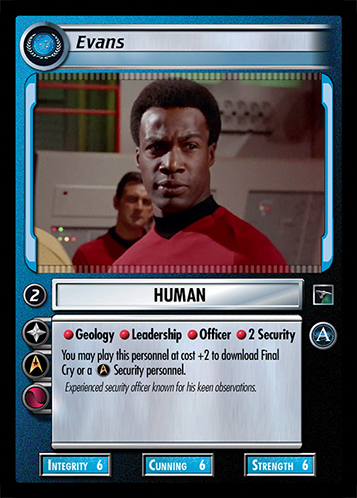 Evans
2 HUMAN
Geology Leadership Officer 2 Security
You may play this personnel at cost +2 to download Final
Cry or a A Security personnel.
Experienced security officer known for his keen observations.
INTEGRITY 6 CUNNING 6 STRENGTH 6